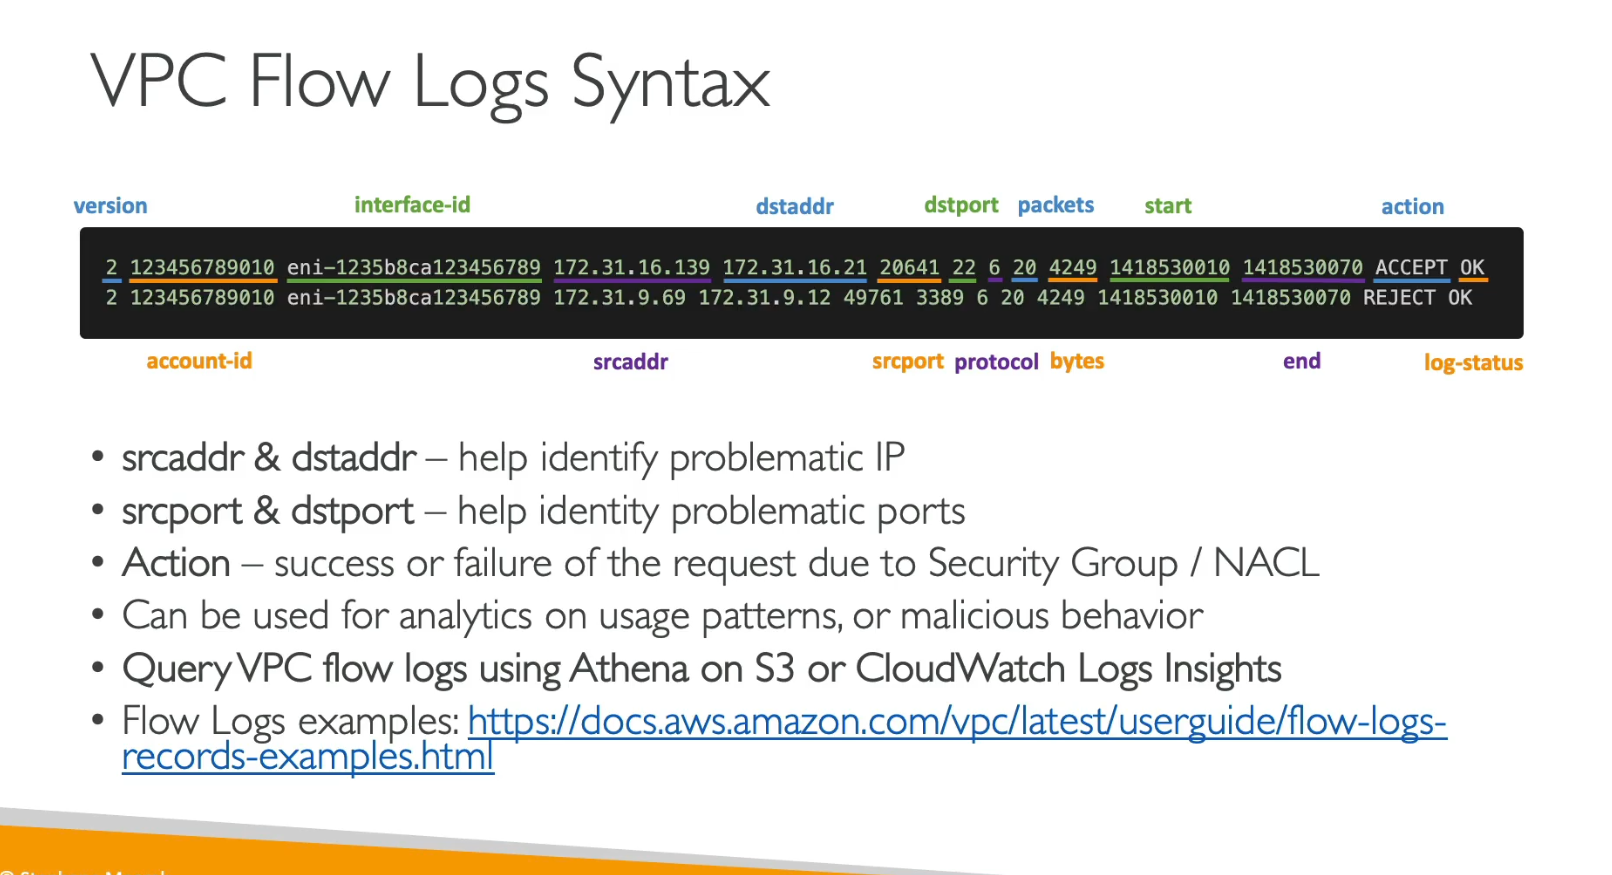 VPC Flow Logs Syntax
version interface-id dstaddr dstport packets start action
2 123456789010 eni-1235b8ca123456789 172.31.16.139 172.31.16.21 20641 22 6 20 4249 1418530010 1418530070 ACCEPT OK
2 123456789010 eni-1235b8ca123456789 172.31.9.69 172.31.9.12 49761 3389 6 20 4249 1418530010 1418530070 REJECT OK
account-id srcaddr srcport protocol bytes end log-status
• srcaddr & dstaddr – help identify problematic IP
• srcport & dstport – help identity problematic ports
• Action – success or failure of the request due to Security Group / NACL
• Can be used for analytics on usage patterns, or malicious behavior
• Query VPC flow logs using Athena on S3 or CloudWatch Logs Insights
• Flow Logs examples: https://docs.aws.amazon.com/vpc/latest/userguide/flow-logs-
records-examples.html